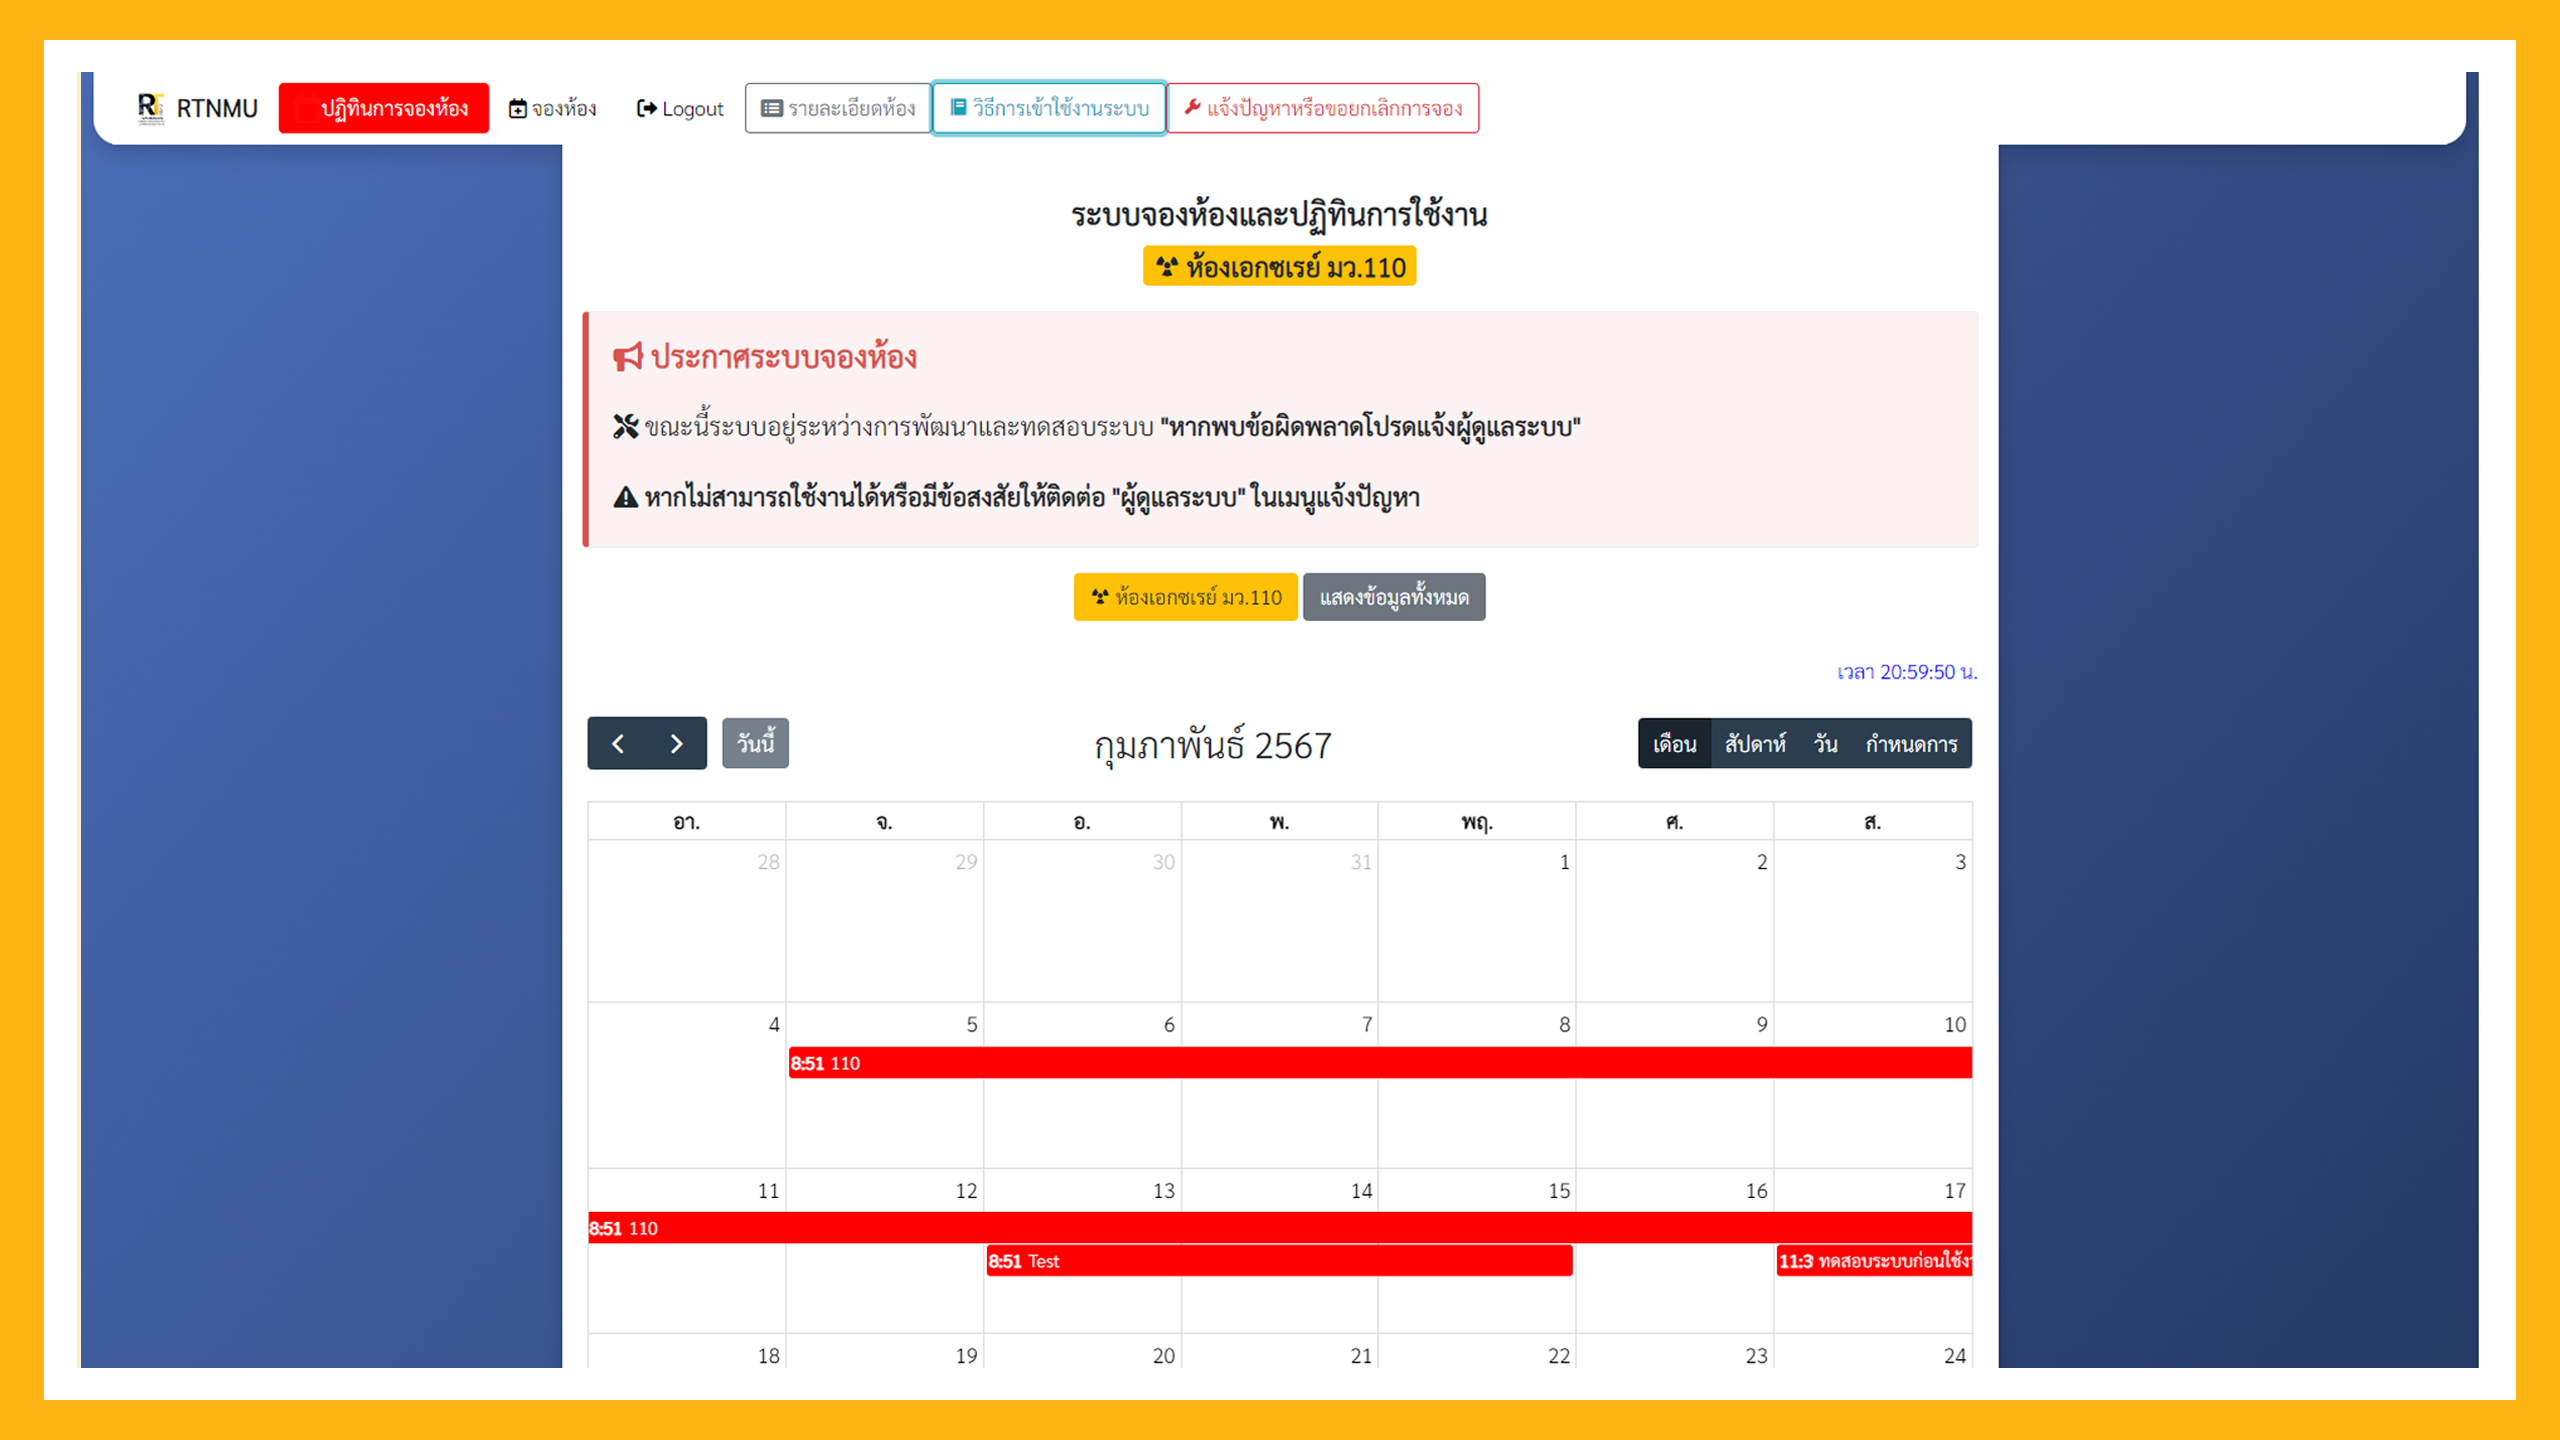 RT RTNMU ปฏิทินการจองห้อง จองห้อง Logout รายละเอียดห้อง วิธีการเข้าใช้งานระบบ แจ้งปัญหาหรือขอยกเลิกการจอง
ระบบจองห้องและปฏิทินการใช้งาน
ห้องเอกซเรย์ มว.110
ประกาศระบบจองห้อง
ขณะนี้ระบบอยู่ระหว่างการพัฒนาและทดสอบระบบ "หากพบข้อผิดพลาดโปรดแจ้งผู้ดูแลระบบ"
หากไม่สามารถใช้งานได้หรือมีข้อสงสัยให้ติดต่อ "ผู้ดูแลระบบ" ในเมนูแจ้งปัญหา
ห้องเอกซเรย์ มว.110 แสดงข้อมูลทั้งหมด
เวลา 20:59:50 น.
วันนี้ กุมภาพันธ์ 2567 เดือน สัปดาห์ วัน กำหนดการ
อา. จ. อ. พ. พฤ. ศ. ส.
28 29 30 31 1 2 3
4 5 6 7 8 9 10
8:51 110
11 12 13 14 15 16 17
8:51 110
8:51 Test 11:3 ทดสอบระบบก่อนใช้ง
18 19 20 21 22 23 24